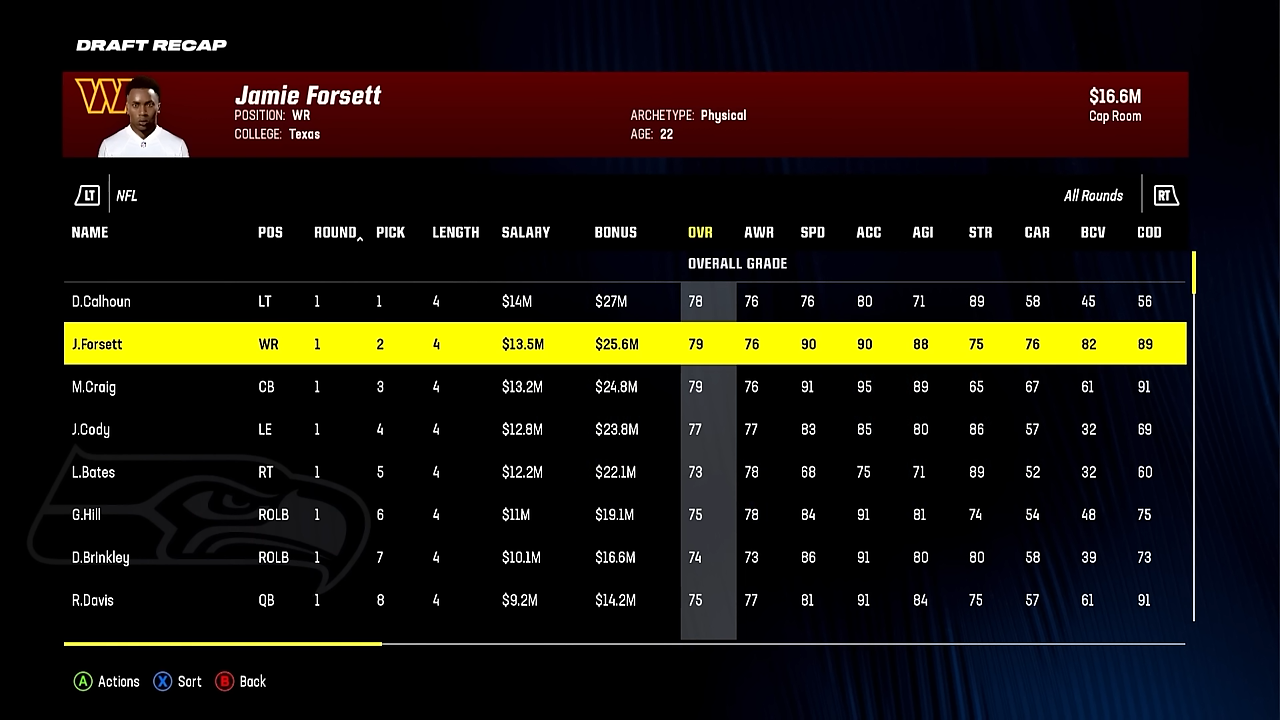 DRAFT RECAP
Jamie Forsett
POSITION: WR ARCHETYPE: Physical
COLLEGE: Texas AGE: 22
$16.6M
Cap Room
LT NFL All Rounds RT
NAME POS ROUND PICK LENGTH SALARY BONUS OVR AWR SPD ACC AGI STR CAR BCV COD
OVERALL GRADE
D.Calhoun LT 1 1 4 $14M $27M 78 76 76 80 71 89 58 45 56
J.Forsett WR 1 2 4 $13.5M $25.6M 79 76 90 90 88 75 76 82 89
M.Craig CB 1 3 4 $13.2M $24.8M 79 76 91 95 89 65 67 61 91
J.Cody LE 1 4 4 $12.8M $23.8M 77 77 83 85 80 86 57 32 69
L.Bates RT 1 5 4 $12.2M $22.1M 73 78 68 75 71 89 52 32 60
G.Hill ROLB 1 6 4 $11M $19.1M 75 78 84 91 81 74 54 48 75
D.Brinkley ROLB 1 7 4 $10.1M $16.6M 74 73 86 91 80 80 58 39 73
R.Davis QB 1 8 4 $9.2M $14.2M 75 77 81 91 84 75 57 61 91
A Actions X Sort B Back